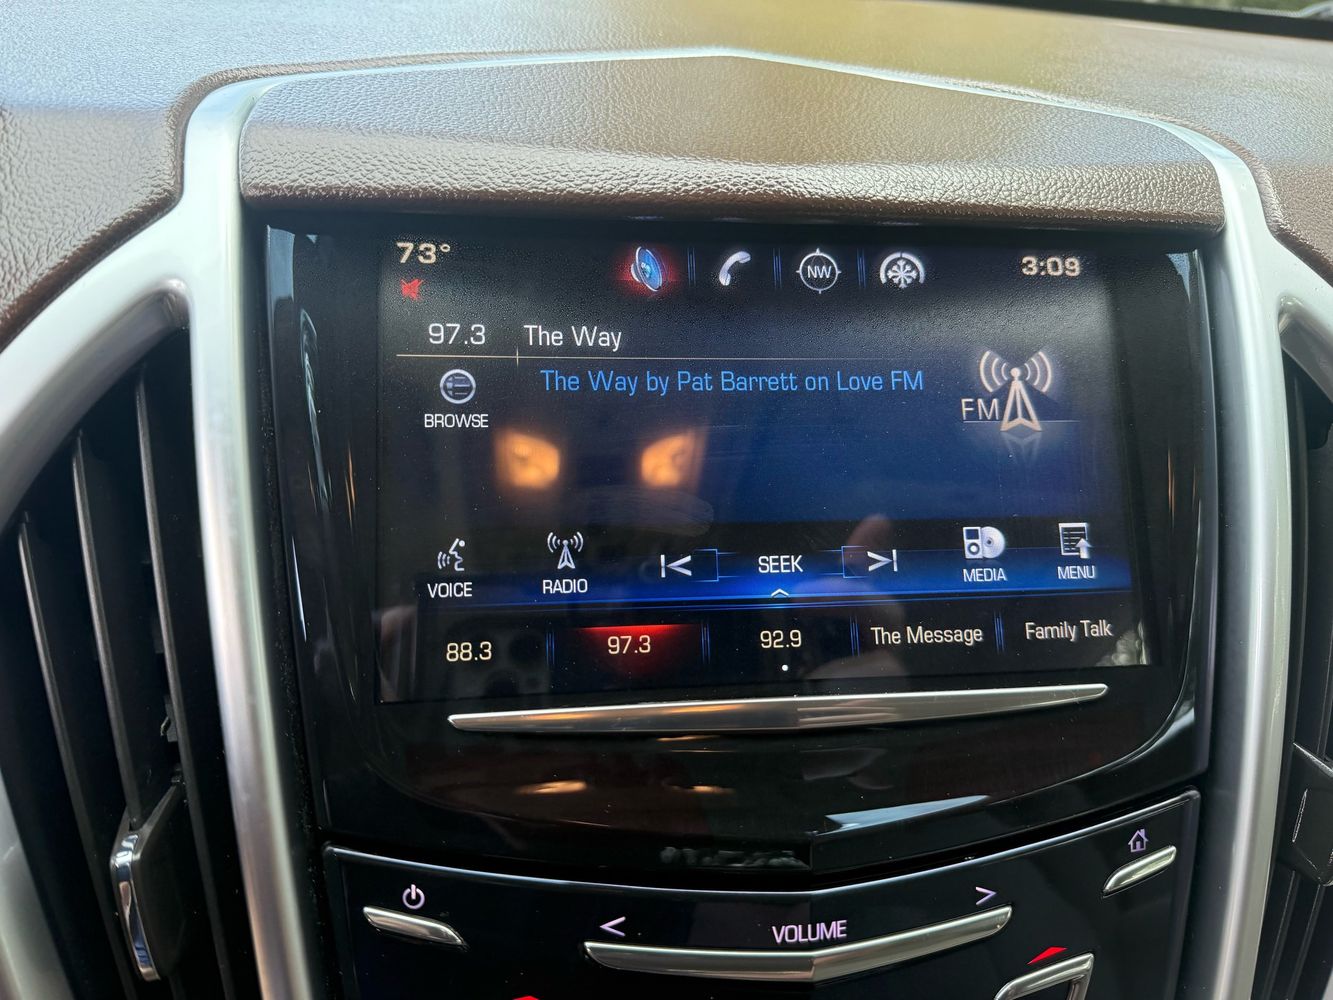 73°
NW
3:09
97.3 The Way
The Way by Pat Barrett on Love FM
BROWSE
FM
VOICE
RADIO
SEEK
MEDIA
MENU
88.3
97.3
92.9
The Message
Family Talk
< VOLUME >